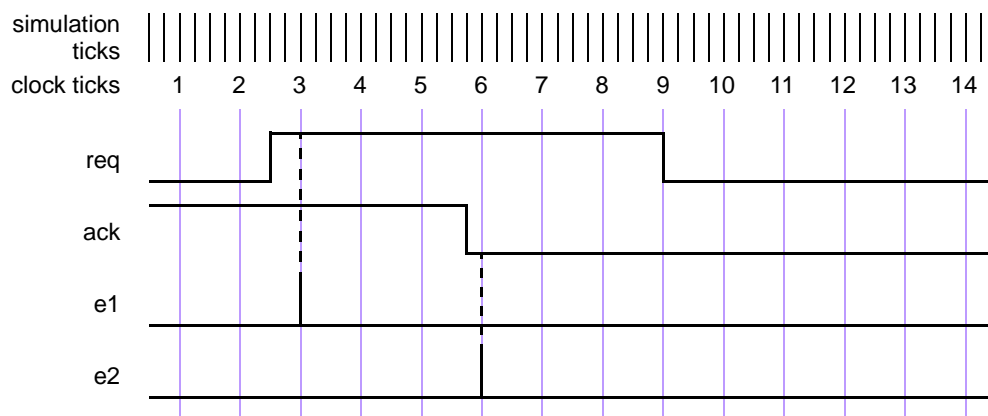 simulation
ticks
clock ticks 1 2 3 4 5 6 7 8 9 10 11 12 13 14
req
ack
e1
e2